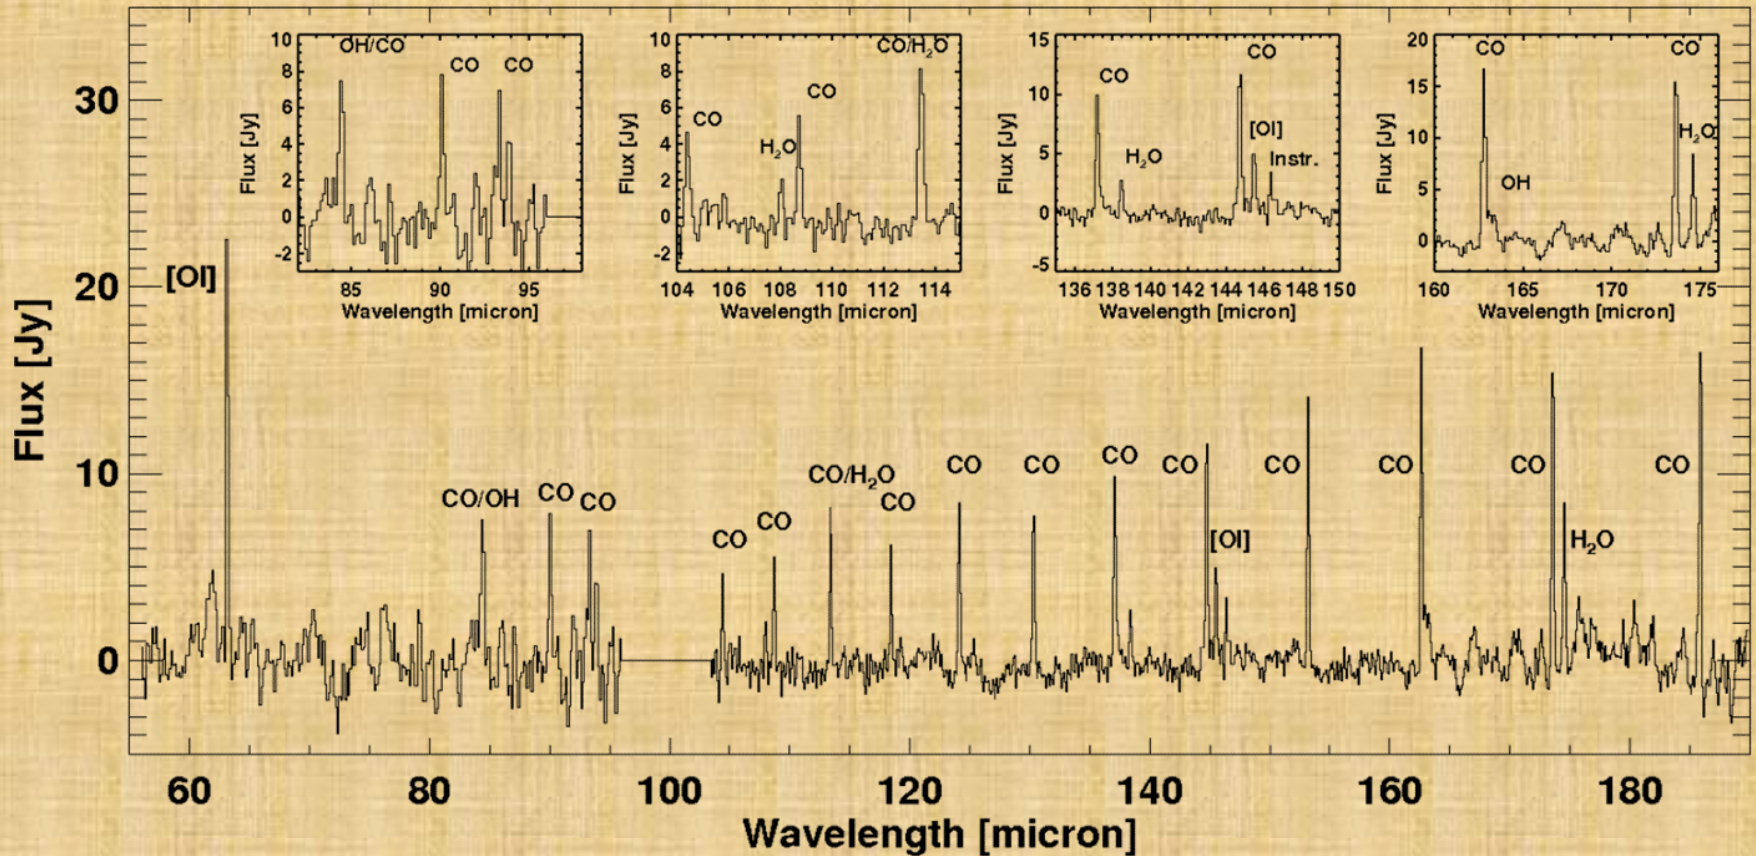 10
8
6
4
2
0
-2
Flux [Jy]
OH/CO
CO
CO
85
90
95
Wavelength [micron]
10
8
6
4
2
0
-2
Flux [Jy]
CO
H₂O
CO
CO/H₂O
104 106 108 110 112 114
Wavelength [micron]
15
10
5
0
-5
Flux [Jy]
CO
H₂O
CO
[OI]
Instr.
136 138 140 142 144 146 148 150
Wavelength [micron]
20
15
10
5
0
Flux [Jy]
CO
OH
CO
H₂O
160 165 170 175
Wavelength [micron]
30
20
10
0
Flux [Jy]
[OI]
CO/OH
CO
CO
CO
CO
CO/H₂O
CO
CO
CO
CO
CO
[OI]
CO
CO
CO
H₂O
CO
60 80 100 120 140 160 180
Wavelength [micron]